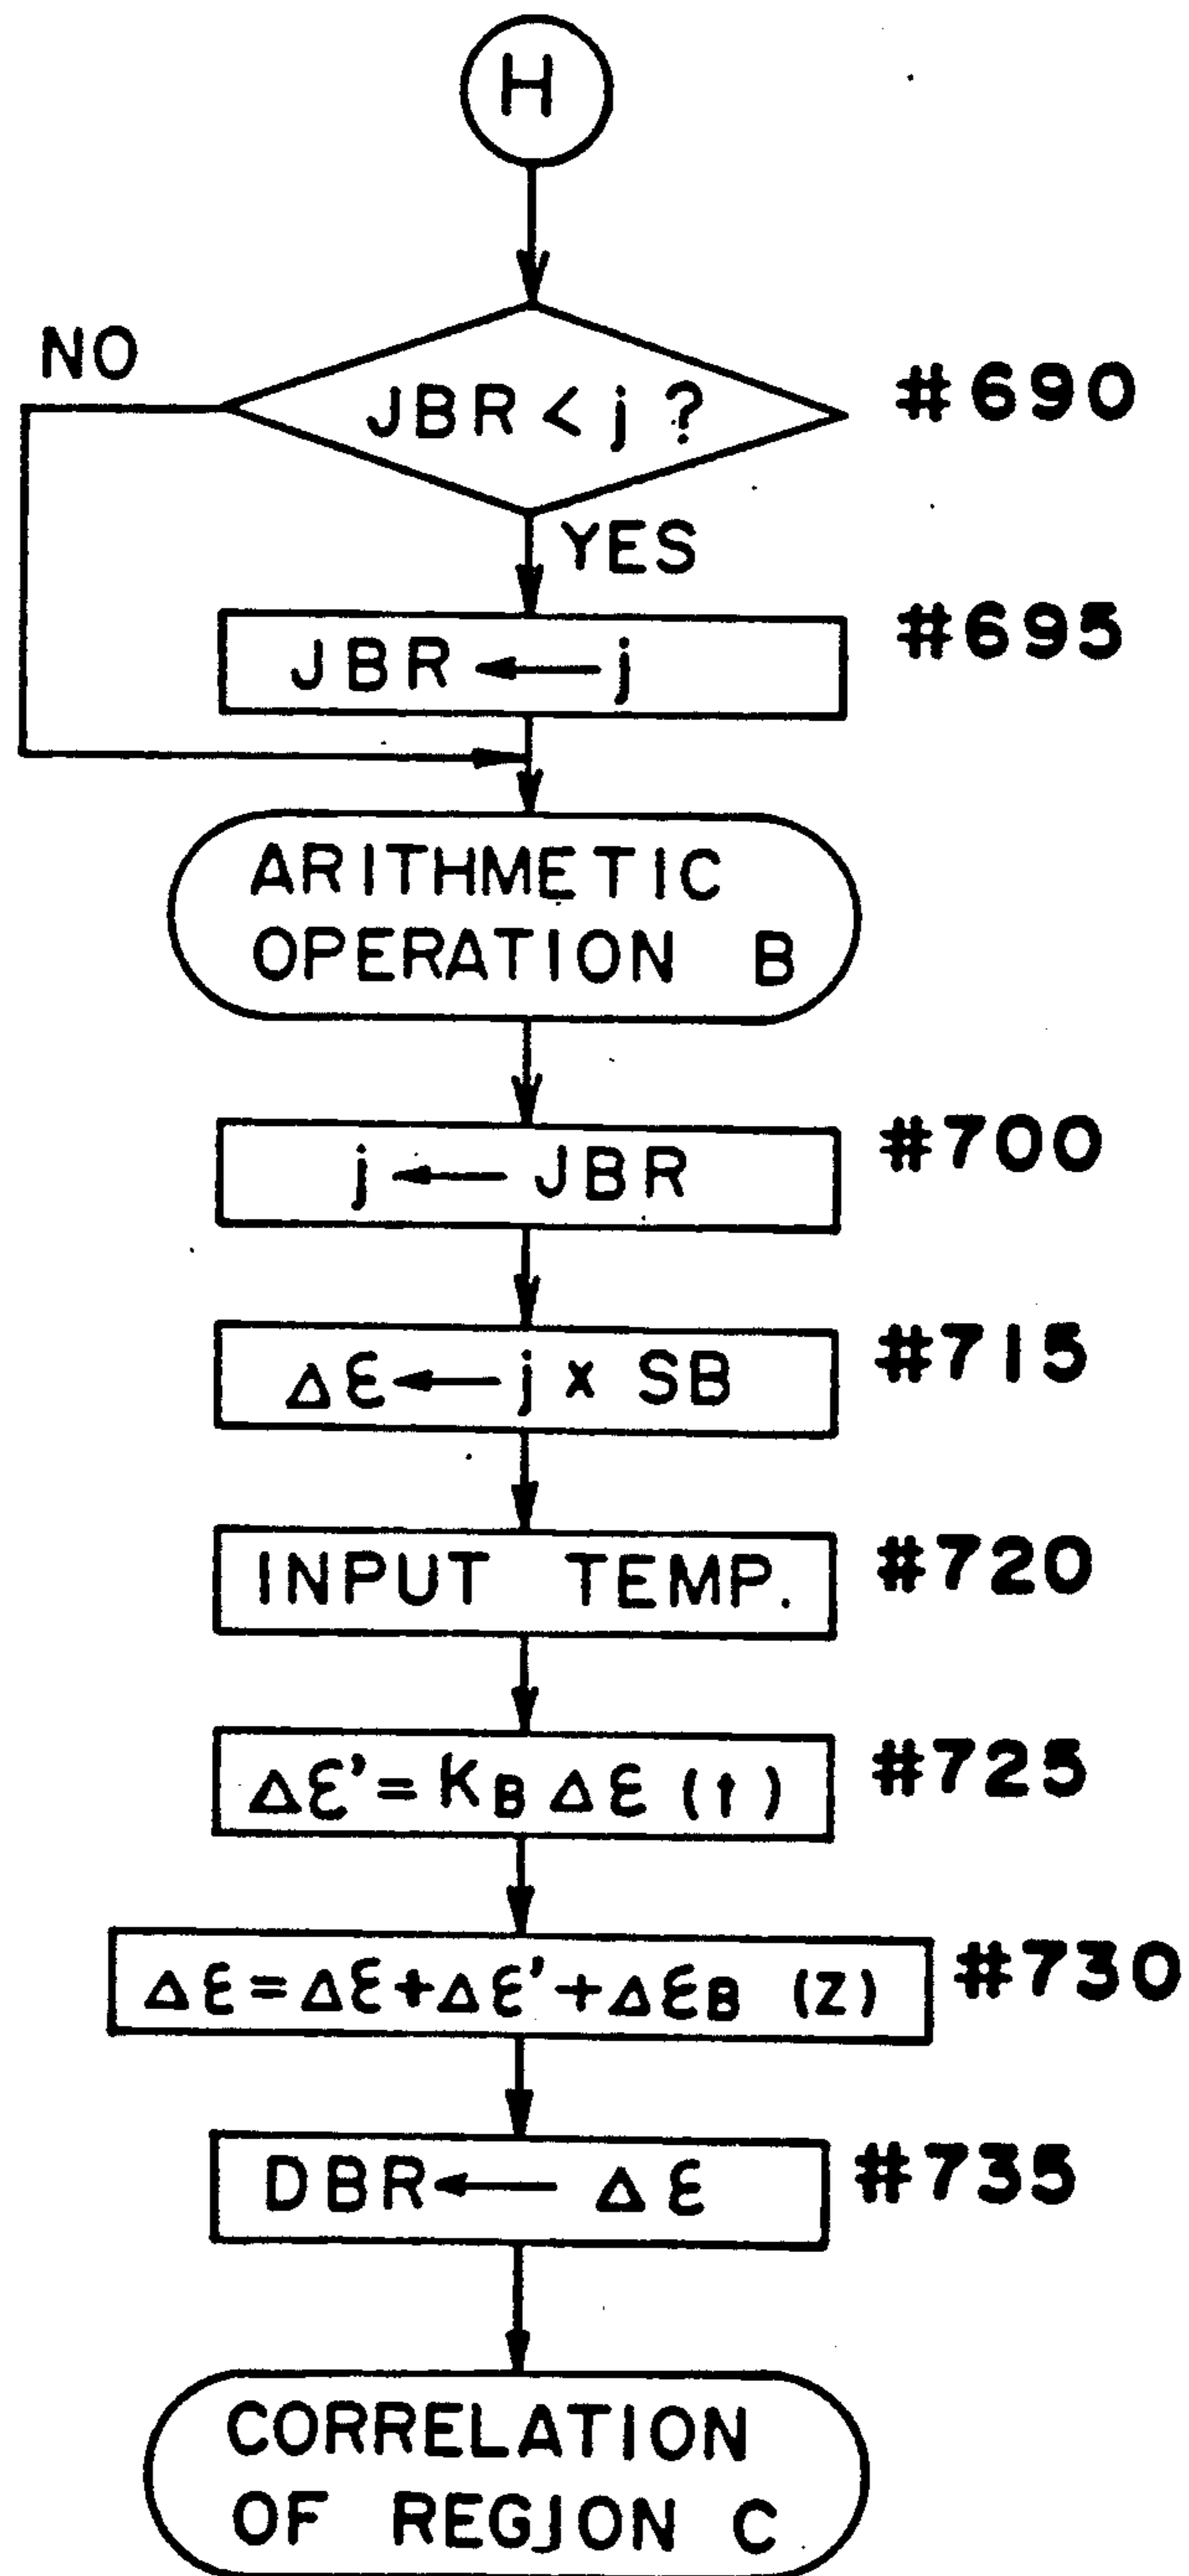 H
NO
JBR < j ?
#690
YES
JBR ← j
#695
ARITHMETIC
OPERATION B
j ← JBR
#700
Δε ← j x SB
#715
INPUT TEMP.
#720
Δε' = KB Δε (t)
#725
Δε = Δε + Δε' + ΔεB (Z)
#730
DBR ← Δε
#735
CORRELATION
OF REGION C